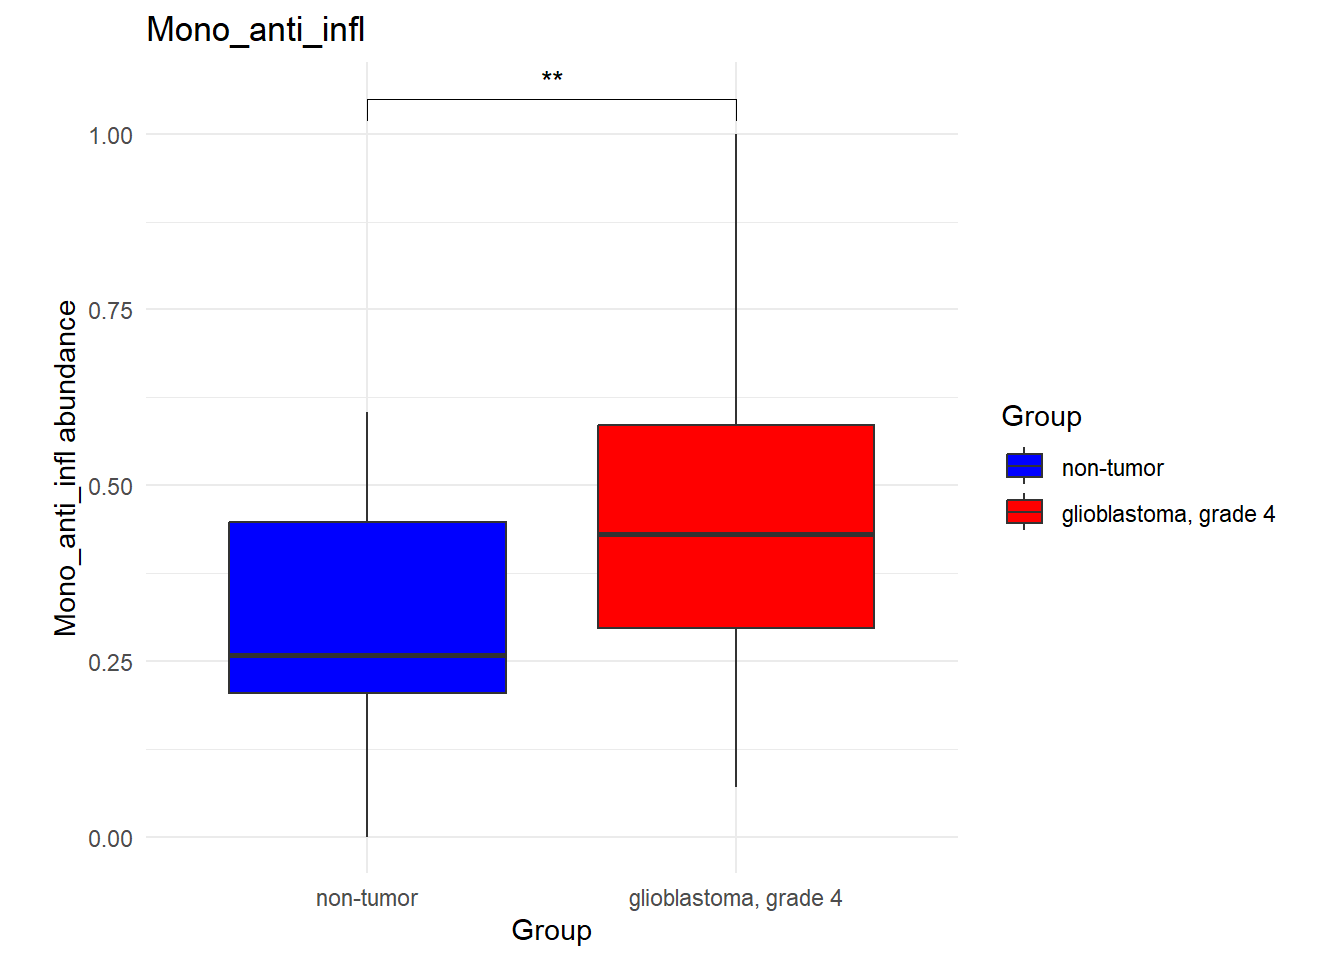 Mono_anti_infl
**
1.00
0.75
0.50
0.25
0.00
Mono_anti_infl abundance
non-tumor
glioblastoma, grade 4
Group
Group
non-tumor
glioblastoma, grade 4